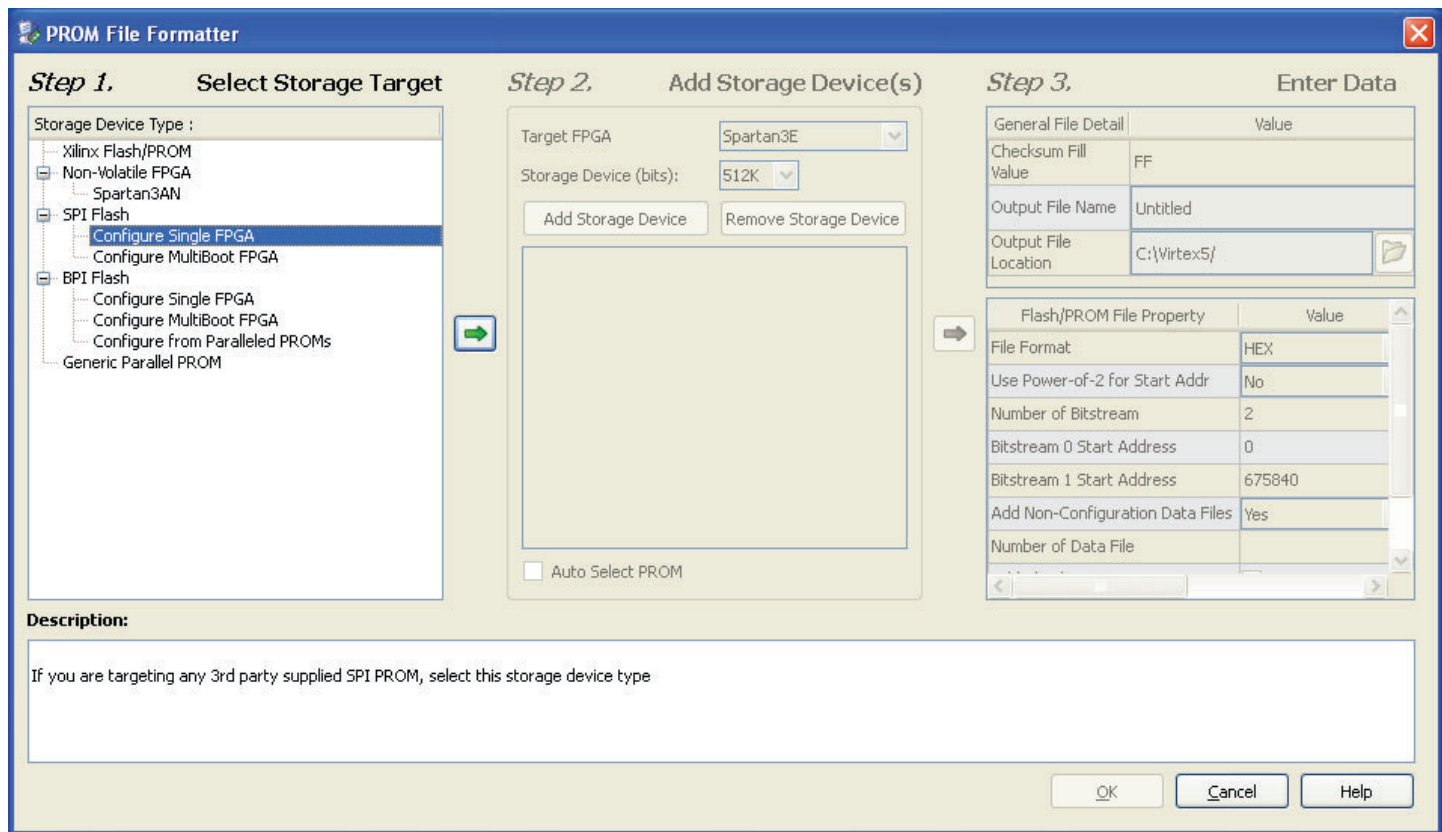 PROM File Formatter
Step 1. Select Storage Target
Storage Device Type :
Xilinx Flash/PROM
Non-Volatile FPGA
Spartan3AN
SPI Flash
Configure Single FPGA
Configure MultiBoot FPGA
BPI Flash
Configure Single FPGA
Configure MultiBoot FPGA
Configure from Paralleled PROMs
Generic Parallel PROM
Step 2. Add Storage Device(s)
Target FPGA Spartan3E
Storage Device (bits): 512K
Add Storage Device Remove Storage Device
Auto Select PROM
Step 3. Enter Data
General File Detail Value
Checksum Fill
Value FF
Output File Name Untitled
Output File
Location C:\Virtex5/
Flash/PROM File Property Value
File Format HEX
Use Power-of-2 for Start Addr No
Number of Bitstream 2
Bitstream 0 Start Address 0
Bitstream 1 Start Address 675840
Add Non-Configuration Data Files Yes
Number of Data File
Description:
If you are targeting any 3rd party supplied SPI PROM, select this storage device type
OK Cancel Help